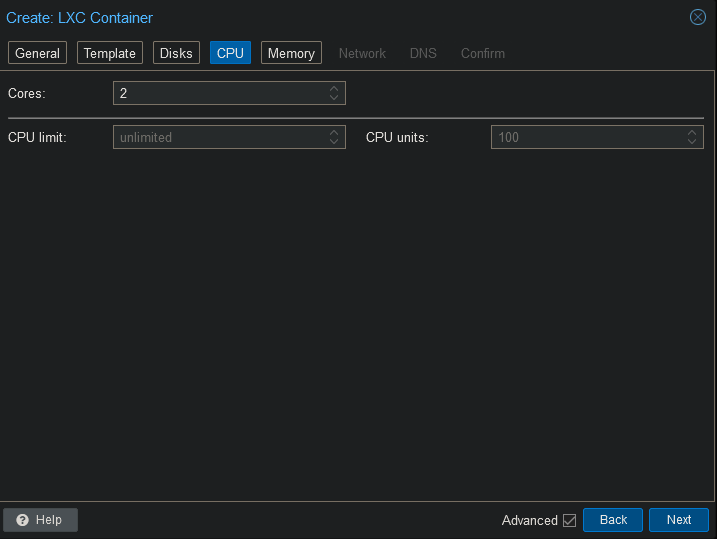 Create: LXC Container
General Template Disks CPU Memory Network DNS Confirm
Cores: 2
CPU limit: unlimited CPU units: 100
Help Advanced Back Next